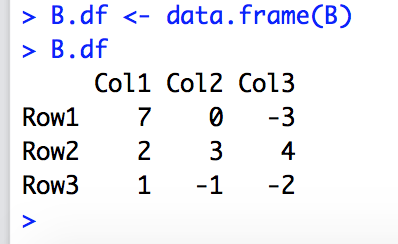 > B.df <- data.frame(B)
> B.df
     Col1 Col2 Col3
Row1    7    0   -3
Row2    2    3    4
Row3    1   -1   -2
>